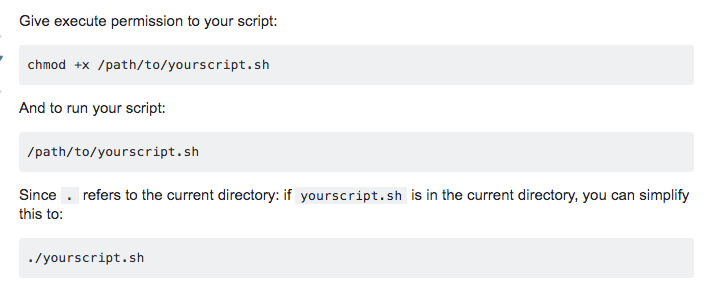 Give execute permission to your script:
chmod +x /path/to/yourscript.sh
And to run your script:
/path/to/yourscript.sh
Since . refers to the current directory: if yourscript.sh is in the current directory, you can simplify
this to:
./yourscript.sh